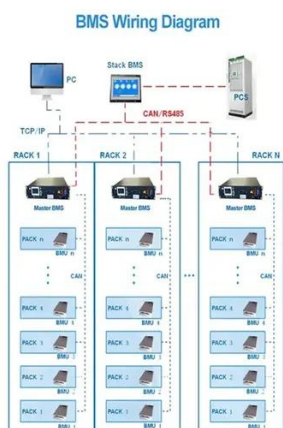 BMS Wiring Diagram
Stack BMS
PC
PCS
CAN/RS485
TCP/IP
RACK 1
RACK 2
RACK N
Master BMS
Master BMS
Master BMS
PACK n
BMU n
PACK n
BMU n
PACK n
BMU n
CAN
CAN
CAN
PACK 4
BMU 4
PACK 4
BMU 4
PACK 4
BMU 4
PACK 3
BMU 3
PACK 3
BMU 3
PACK 3
BMU 3
PACK 2
BMU 2
PACK 2
BMU 2
PACK 2
BMU 2
PACK 1
BMU
PACK 1
BMU
PACK 1
BMU